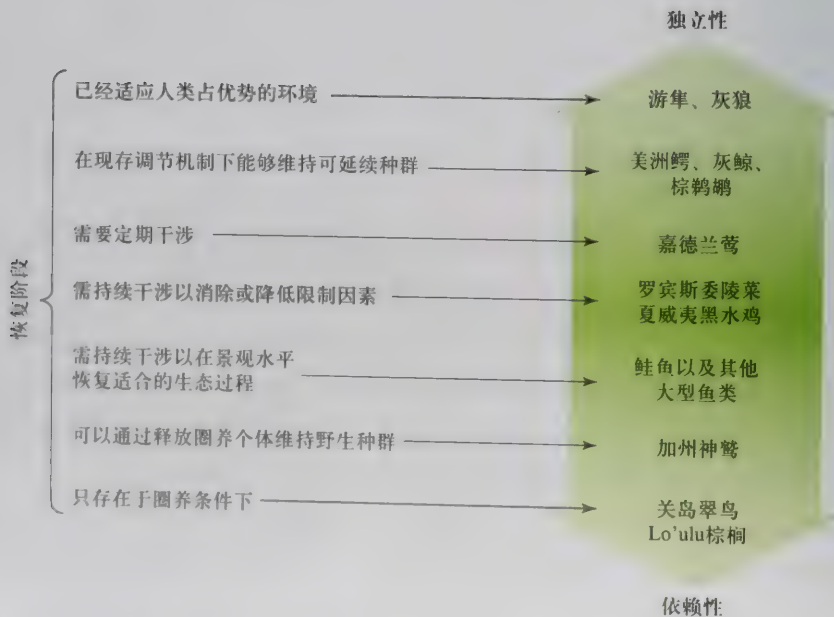 独立性
已经适应人类占优势的环境
游隼、灰狼
在现存调节机制下能够维持可延续种群
美洲鳄、灰鲸、
棕鹈鹕
需要定期干涉
嘉德兰莺
需持续干涉以消除或降低限制因素
罗宾斯委陵菜
夏威夷黑水鸡
需持续干涉以在景观水平
恢复适合的生态过程
鲑鱼以及其他
大型鱼类
可以通过释放圈养个体维持野生种群
加州神鹫
只存在于圈养条件下
关岛翠鸟
Lo'ulu棕榈
恢复阶段
依赖性